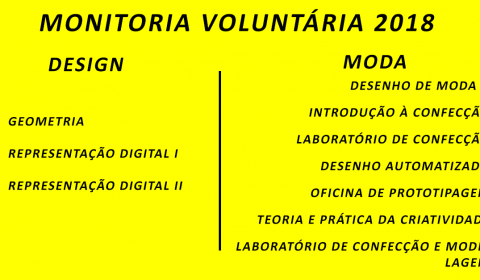 MONITORIA VOLUNTÁRIA 2018
DESIGN
GEOMETRIA
REPRESENTAÇÃO DIGITAL I
REPRESENTAÇÃO DIGITAL II
MODA
DESENHO DE MODA
INTRODUÇÃO À CONFECÇÃ
LABORATÓRIO DE CONFECÇÃ
DESENHO AUTOMATIZAD
OFICINA DE PROTOTIPAGE
TEORIA E PRÁTICA DA CRIATIVIDAD
LABORATÓRIO DE CONFECÇÃO E MODE
LAGE